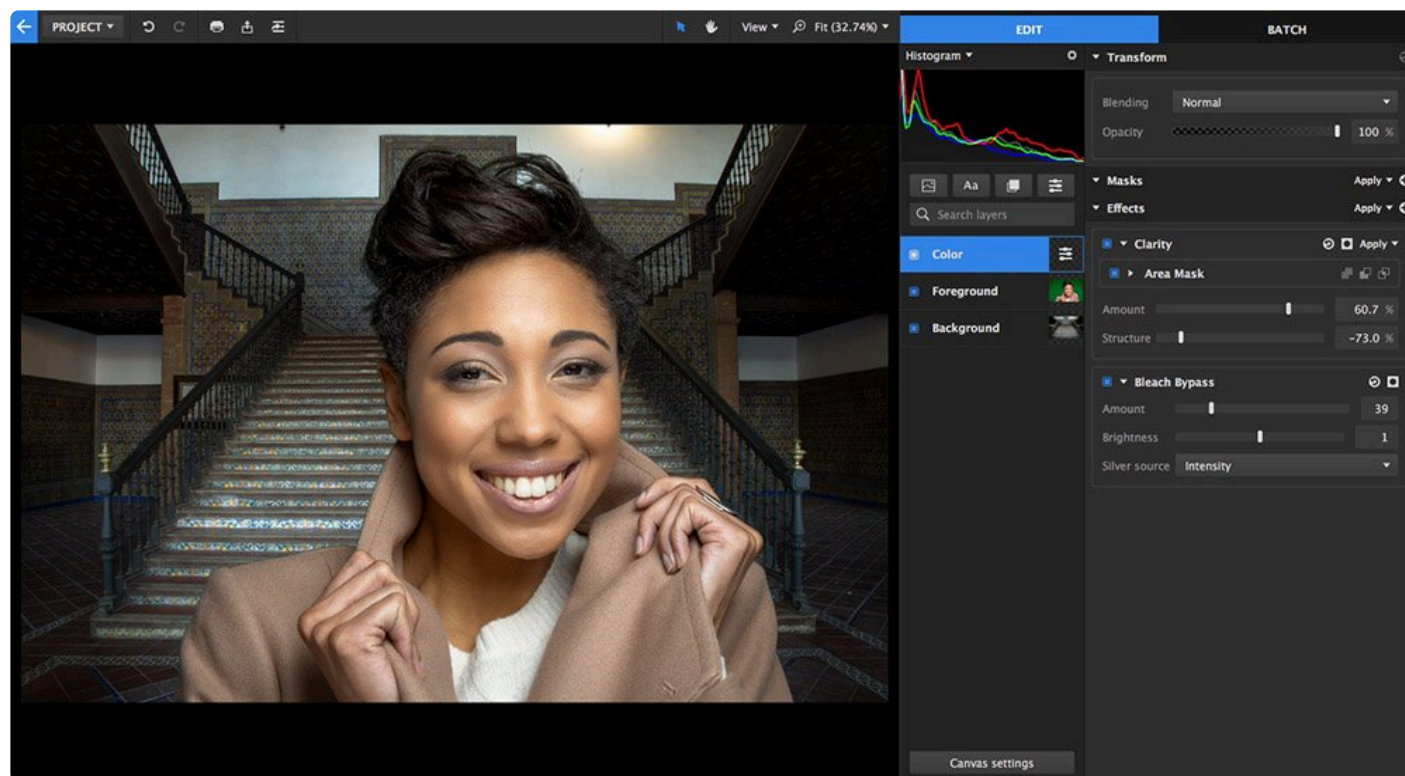 PROJECT
View
Fit (32.74%)
EDIT
BATCH
Histogram
Aa
Search layers
Color
Foreground
Background
Canvas settings
Transform
Blending
Normal
Opacity
100 %
Masks
Apply
Effects
Apply
Clarity
Apply
Area Mask
Amount
60.7 %
Structure
-73.0 %
Bleach Bypass
Amount
39
Brightness
1
Silver source
Intensity